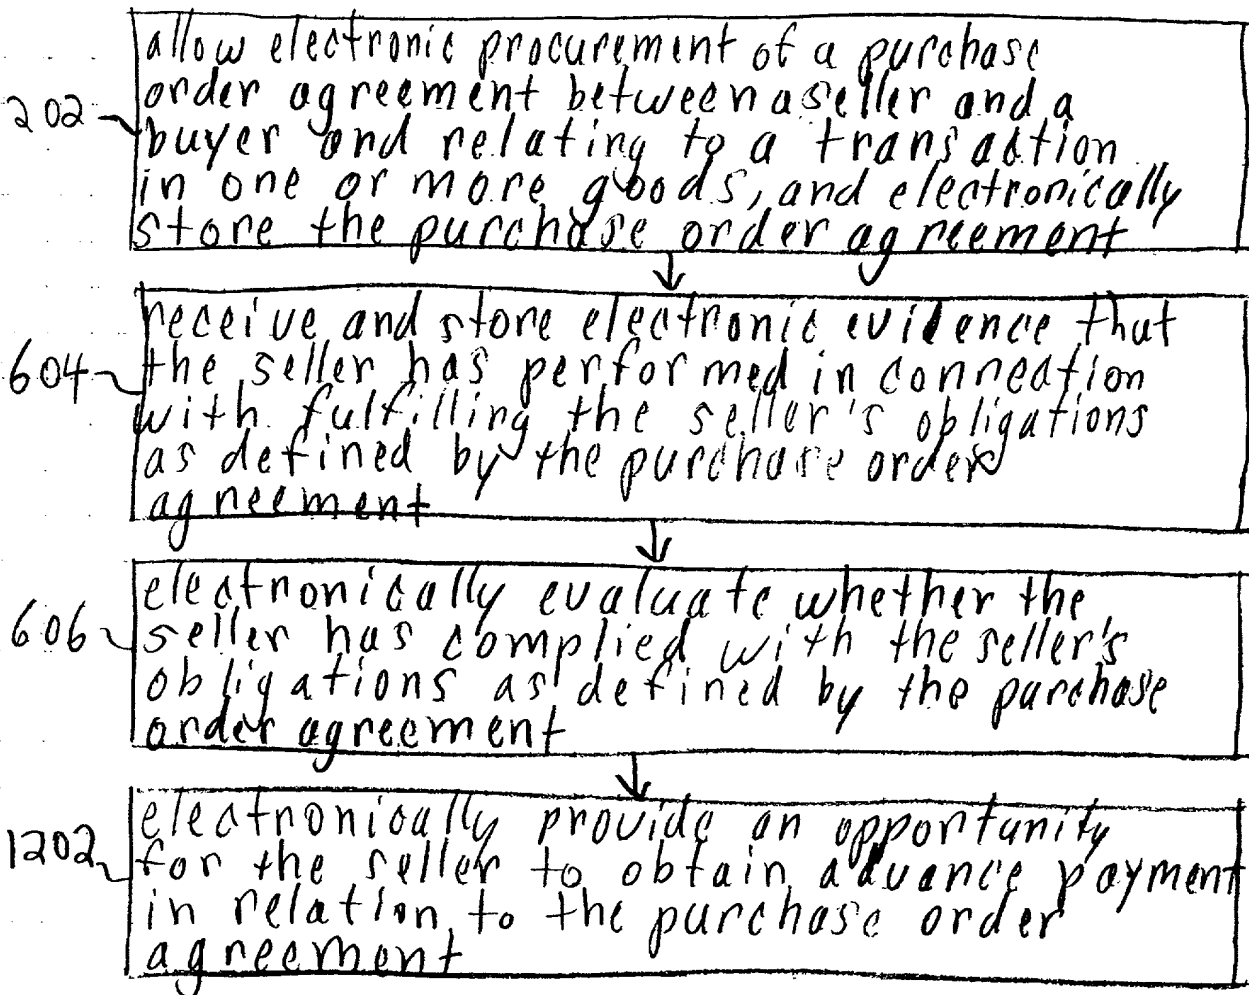 allow electronic procurement of a purchase
order agreement between a seller and a
202
buyer and relating to a transaction
in one or more goods, and electronically
store the purchase order agreement
receive and store electronic evidence that
604
the seller has performed in connection
with fulfilling the seller's obligations
as defined by the purchase order
agreement
electronically evaluate whether the
606
seller has complied with the seller's
obligations as defined by the purchase
order agreement
electronically provide an opportunity
1202
for the seller to obtain advance payment
in relation to the purchase order
agreement